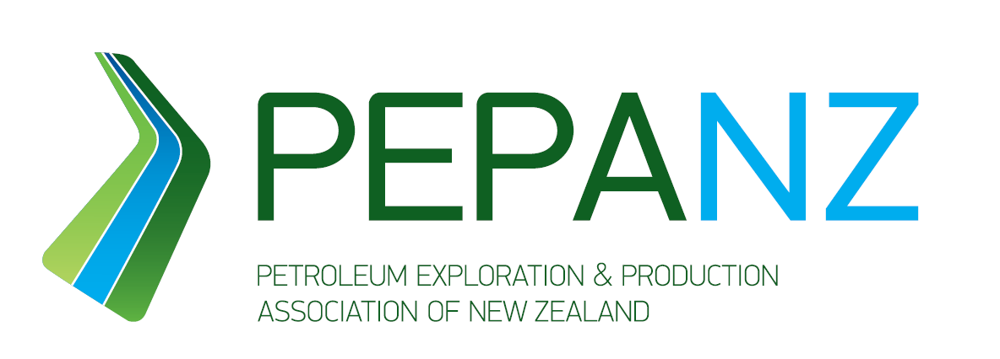 PEPANZ
PETROLEUM EXPLORATION & PRODUCTION
ASSOCIATION OF NEW ZEALAND